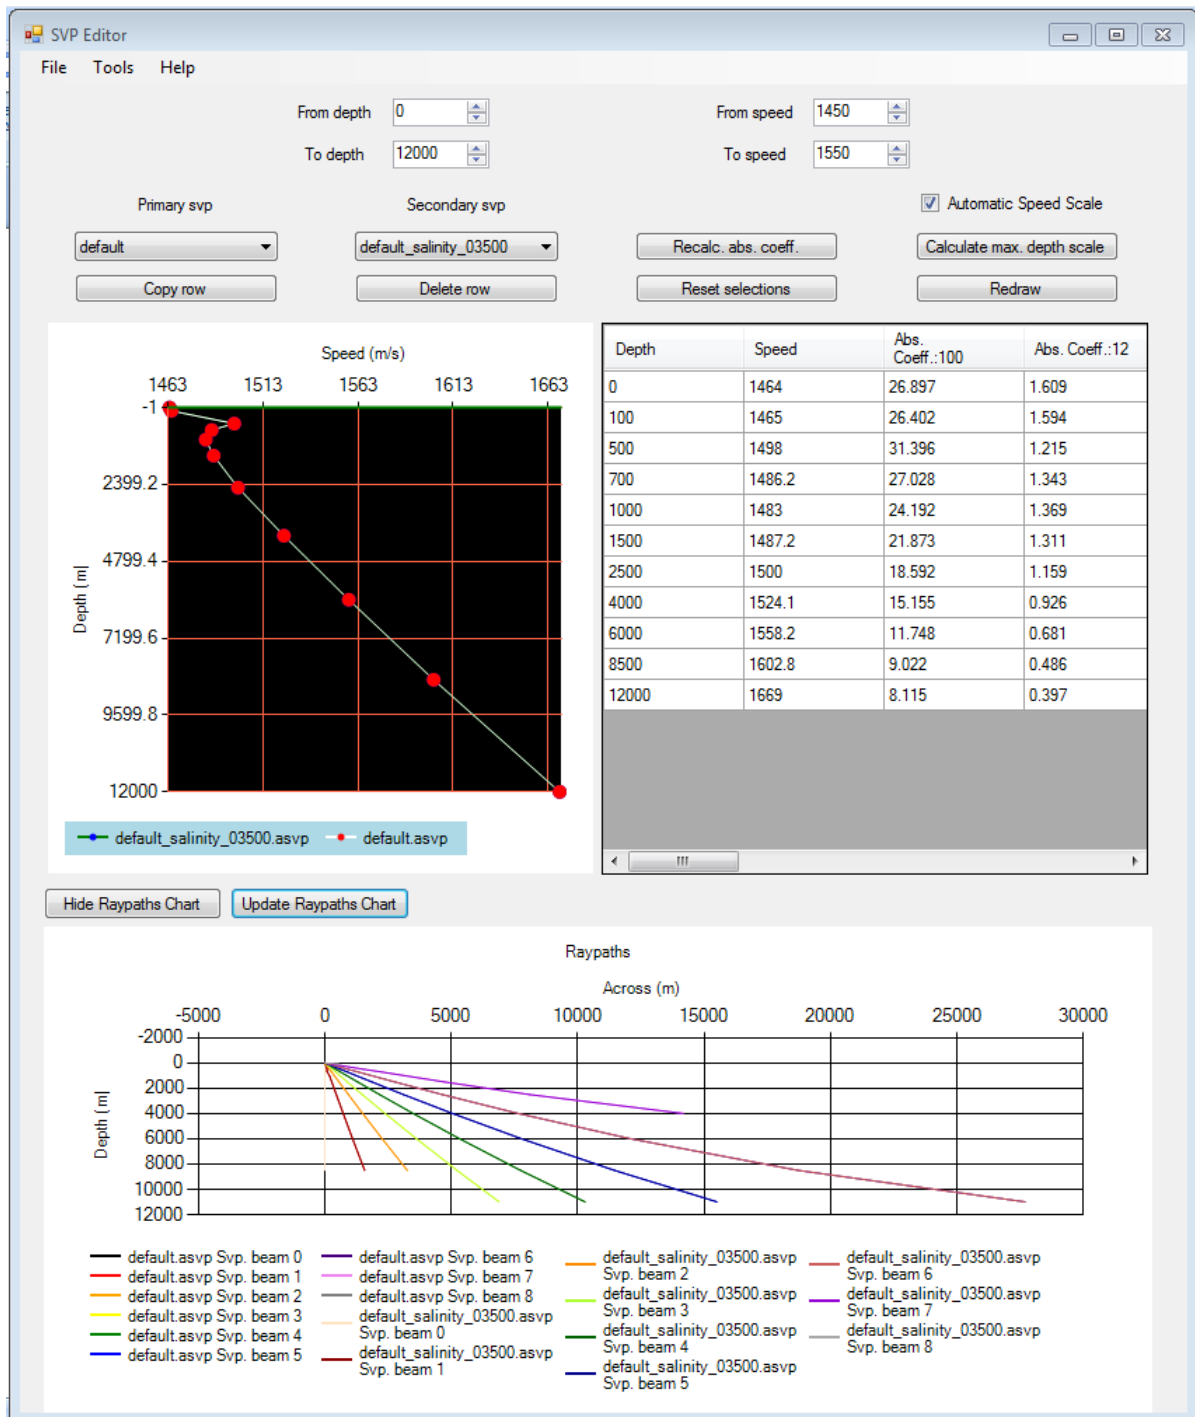 SVP Editor
File Tools Help
From depth 0 From speed 1450
To depth 12000 To speed 1550
Primary svp Secondary svp Automatic Speed Scale
default default_salinity_03500 Recalc. abs. coeff. Calculate max. depth scale
Copy row Delete row Reset selections Redraw
Speed (m/s)
1463 1513 1563 1613 1663
-1
2399.2
4799.4
7199.6
9599.8
12000
Depth (m|
default_salinity_03500.asvp default.asvp
Depth Speed Abs. Coeff.:100 Abs. Coeff.:12
0 1464 26.897 1.609
100 1465 26.402 1.594
500 1498 31.396 1.215
700 1486.2 27.028 1.343
1000 1483 24.192 1.369
1500 1487.2 21.873 1.311
2500 1500 18.592 1.159
4000 1524.1 15.155 0.926
6000 1558.2 11.748 0.681
8500 1602.8 9.022 0.486
12000 1669 8.115 0.397
Hide Raypaths Chart Update Raypaths Chart
Raypaths
Across (m)
-5000 0 5000 10000 15000 20000 25000 30000
-2000
0
2000
4000
6000
8000
10000
12000
Depth (m|
default.asvp Svp. beam 0
default.asvp Svp. beam 1
default.asvp Svp. beam 2
default.asvp Svp. beam 3
default.asvp Svp. beam 4
default.asvp Svp. beam 5
default.asvp Svp. beam 6
default.asvp Svp. beam 7
default.asvp Svp. beam 8
default_salinity_03500.asvp
Svp. beam 0
default_salinity_03500.asvp
Svp. beam 1
default_salinity_03500.asvp
Svp. beam 2
default_salinity_03500.asvp
Svp. beam 3
default_salinity_03500.asvp
Svp. beam 4
default_salinity_03500.asvp
Svp. beam 5
default_salinity_03500.asvp
Svp. beam 6
default_salinity_03500.asvp
Svp. beam 7
default_salinity_03500.asvp
Svp. beam 8